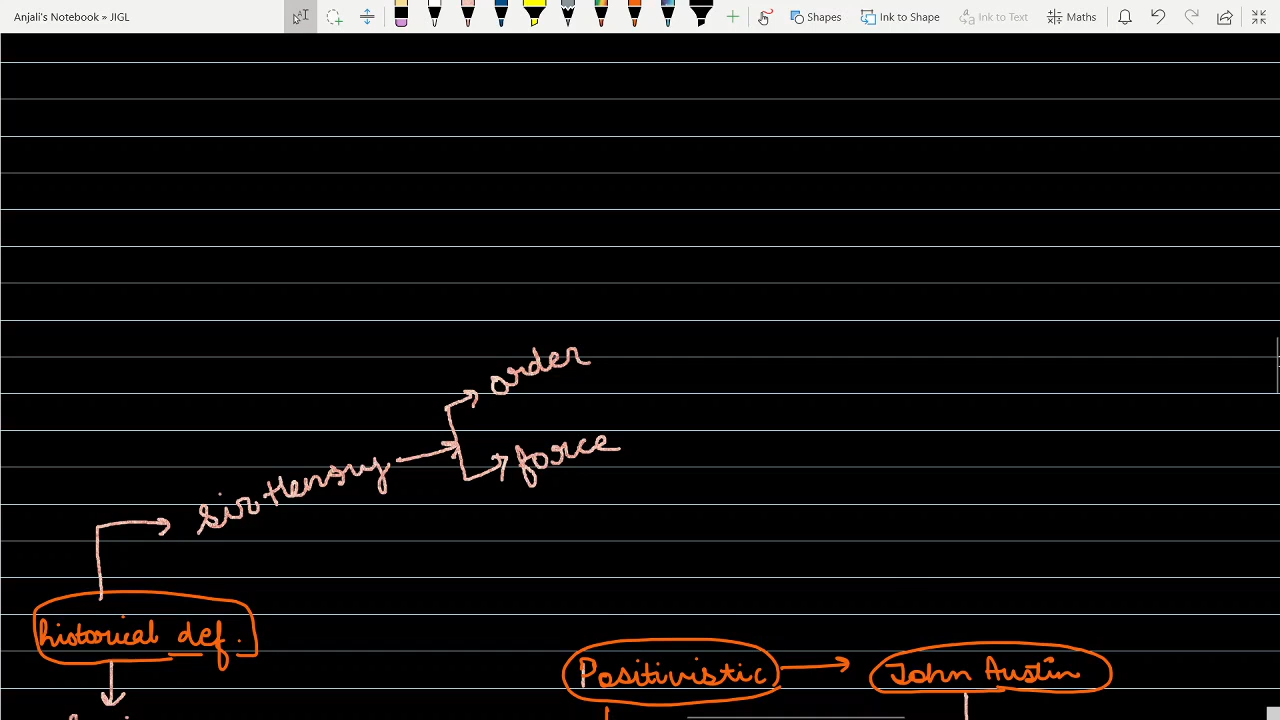 Anjali's Notebook » JIGL
Shapes
Ink to Shape
Ink to Text
Maths
order
force
Sir Henry
historical def.
Positivistic
John Austin